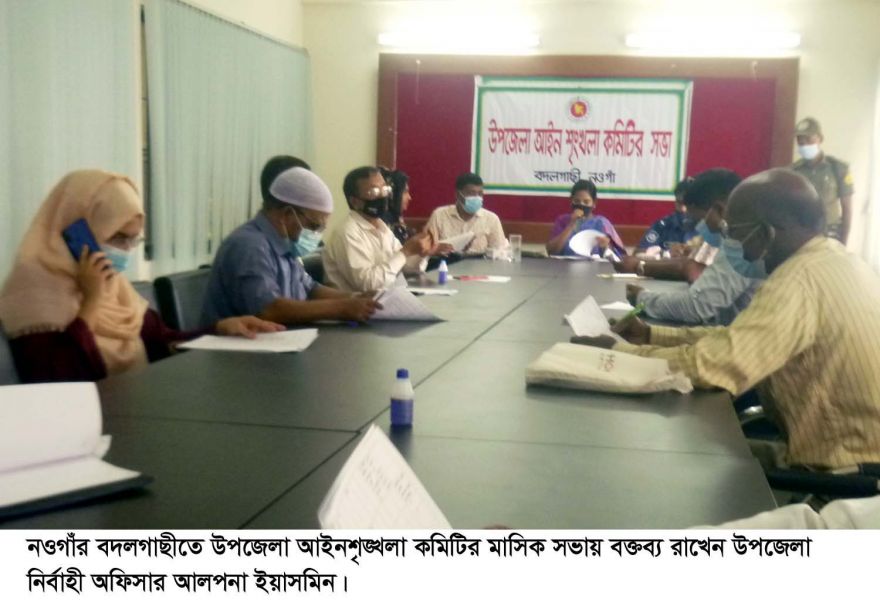 উপজেলা আইন শৃংখলা কমিটির সভা
বদলগাছী, নওগাঁ
নওগাঁর বদলগাছীতে উপজেলা আইনশৃঙ্খলা কমিটির মাসিক সভায় বক্তব্য রাখেন উপজেলা
নির্বাহী অফিসার আলপনা ইয়াসমিন।